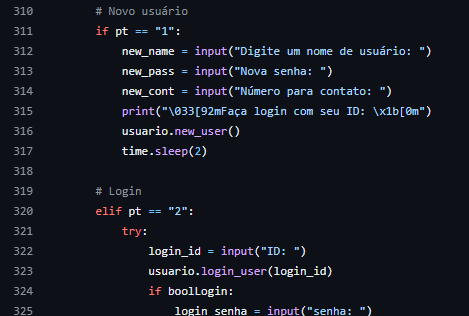 310 # Novo usuário
311 if pt == "1":
312 new_name = input("Digite um nome de usuário: ")
313 new_pass = input("Nova senha: ")
314 new_cont = input("Número para contato: ")
315 print("\033[92mFaça login com seu ID: \x1b[0m")
316 usuario.new_user()
317 time.sleep(2)
318
319 # Login
320 elif pt == "2":
321 try:
322 login_id = input("ID: ")
323 usuario.login_user(login_id)
324 if boolLogin:
325 login_senha = input("senha: ")